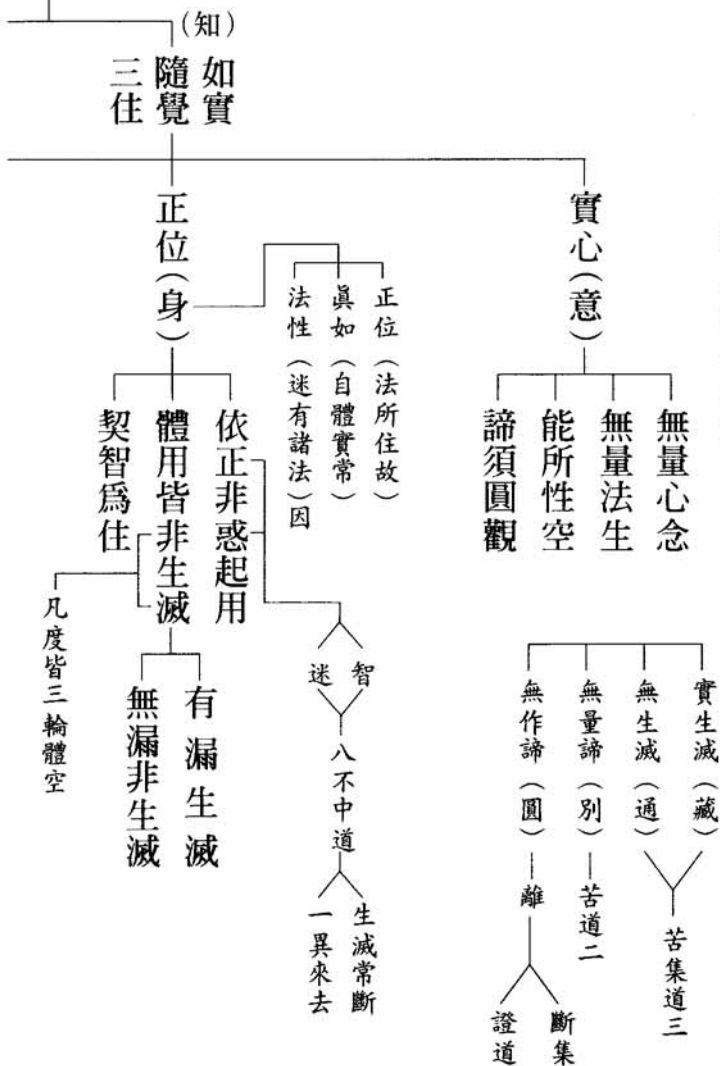 (知)
如實
隨覺
三住
實心(意)
無量心念
無量法生
能所性空
諦須圓觀
實生滅(藏)
無生滅(通)
苦集道三
無量諦(別)
苦道二
無作諦(圓)
離
斷集
證道
正位(身)
正位(法所住故)
眞如(自體實常)
法性(迷有諸法)因
依正非惑起用
智
迷
八不中道
生滅常斷
一異來去
體用皆非生滅
有漏生滅
無漏非生滅
凡度皆三輪體空
契智爲住